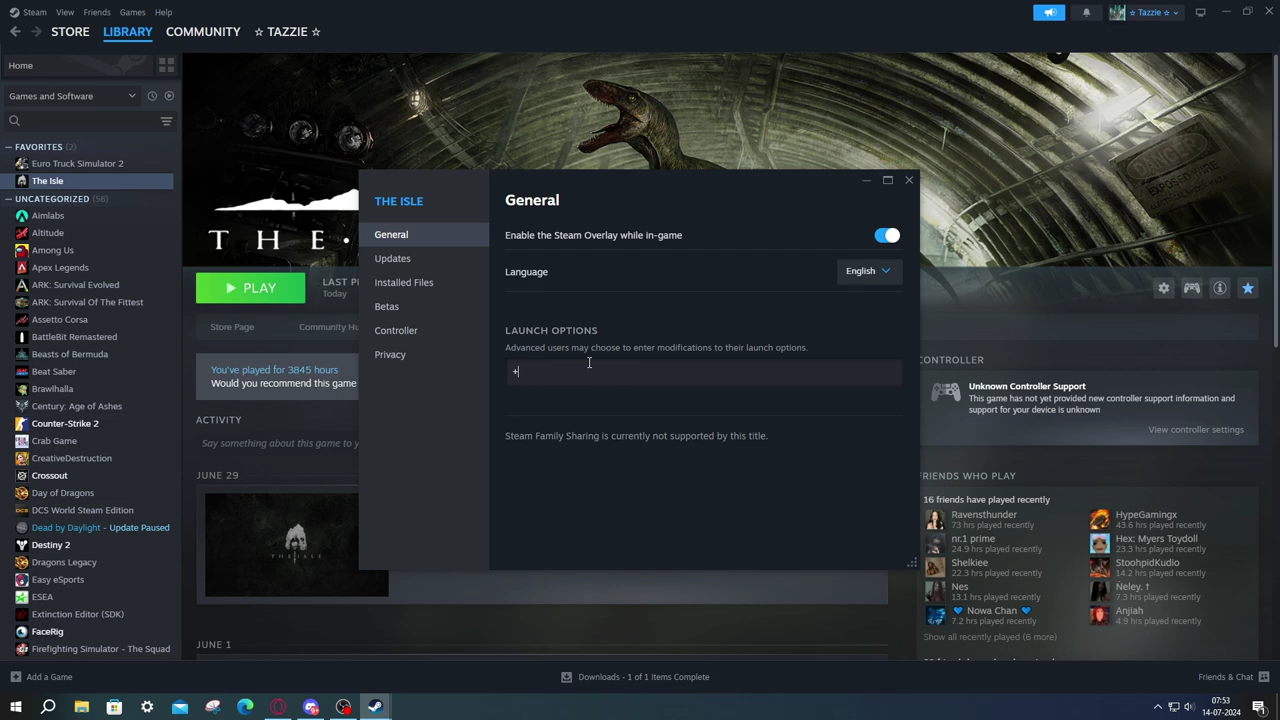 Steam View Friends Games Help
☆ Tazzie ☆
STORE LIBRARY COMMUNITY ☆ TAZZIE ☆
Home
Games and Software
FAVORITES (2)
Euro Truck Simulator 2
The Isle
UNCATEGORIZED (58)
Aimlabs
Altitude
Among Us
Apex Legends
ARK: Survival Evolved
ARK: Survival Of The Fittest
Assetto Corsa
BattleBit Remastered
Beasts of Bermuda
Beat Saber
Brawlhalla
Century: Age of Ashes
Counter-Strike 2
Crab Game
CreativeDestruction
Crossout
Day of Dragons
DCS World Steam Edition
Dead by Daylight - Update Paused
Destiny 2
Dragons Legacy
Easy eSports
ESEA
Extinction Editor (SDK)
FaceRig
Firefighting Simulator - The Squad
T H E
PLAY
LAST P
Today
Store Page Community Hu
You've played for 3845 hours
Would you recommend this game
ACTIVITY
Say something about this game to y
JUNE 29
THE ISLE
JUNE 1
THE ISLE
General
Updates
Installed Files
Betas
Controller
Privacy
General
Enable the Steam Overlay while in-game
Language English
LAUNCH OPTIONS
Advanced users may choose to enter modifications to their launch options.
+
Steam Family Sharing is currently not supported by this title.
CONTROLLER
Unknown Controller Support
This game has not yet provided new controller support information and
support for your device is unknown
View controller settings
FRIENDS WHO PLAY
16 friends have played recently
Ravensthunder
73 hrs played recently
HypeGamingx
43.6 hrs played recently
nr.1 prime
24.9 hrs played recently
Hex: Myers Toydoll
23.3 hrs played recently
Shelkiee
22.3 hrs played recently
StoohpidKudio
14.2 hrs played recently
Nes
13.1 hrs played recently
Neley. †
7.3 hrs played recently
💙 Nowa Chan 💙
7.2 hrs played recently
Anjiah
4.9 hrs played recently
Show all recently played (6 more)
Add a Game
Downloads - 1 of 1 Items Complete
Friends & Chat
07:53
14-07-2024